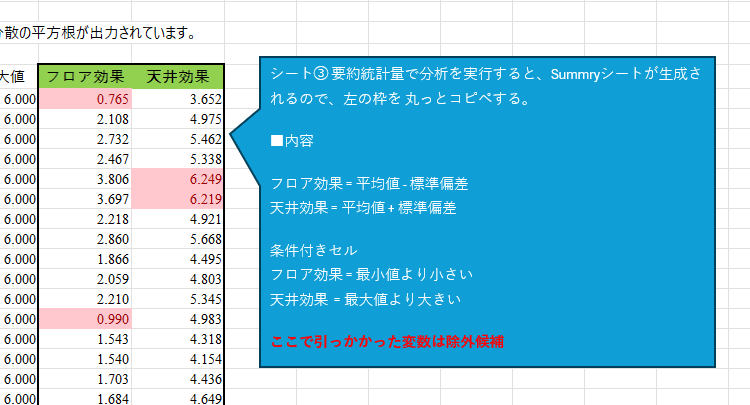 分散の平方根が出力されています。
大値 フロア効果 天井効果
6.000 0.765 3.652
6.000 2.108 4.975
6.000 2.732 5.462
6.000 2.467 5.338
6.000 3.806 6.249
6.000 3.697 6.219
6.000 2.218 4.921
6.000 2.860 5.668
6.000 1.866 4.495
6.000 2.059 4.803
6.000 2.210 5.345
6.000 0.990 4.983
6.000 1.543 4.318
6.000 1.540 4.154
6.000 1.703 4.436
6.000 1.684 4.649
シート③ 要約統計量で分析を実行すると、Summryシートが生成さ
れるので、左の枠を 丸っとコピペする。
■内容
フロア効果 = 平均値 - 標準偏差
天井効果 = 平均値 + 標準偏差
条件付きセル
フロア効果 = 最小値より小さい
天井効果 = 最大値より大きい
ここで引っかかった変数は除外候補